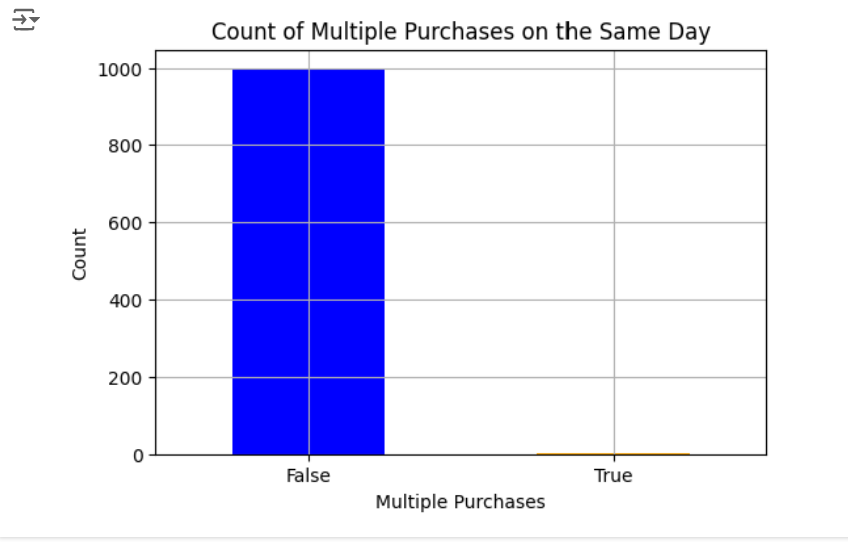 Count of Multiple Purchases on the Same Day
1000
800
600
400
200
0
Count
False
True
Multiple Purchases